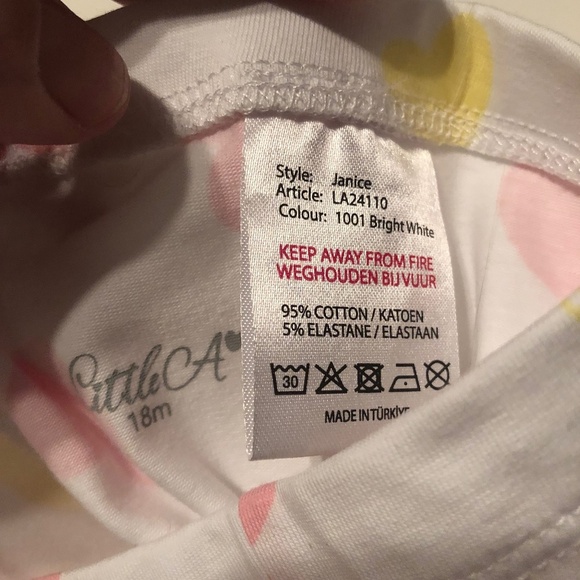 Style: Janice
Article: LA24110
Colour: 1001 Bright White
KEEP AWAY FROM FIRE
WEGHOUDEN BIJ VUUR
95% COTTON / KATOEN
5% ELASTANE / ELASTAAN
30
MADE IN TÜRKİYE
Little A
18m